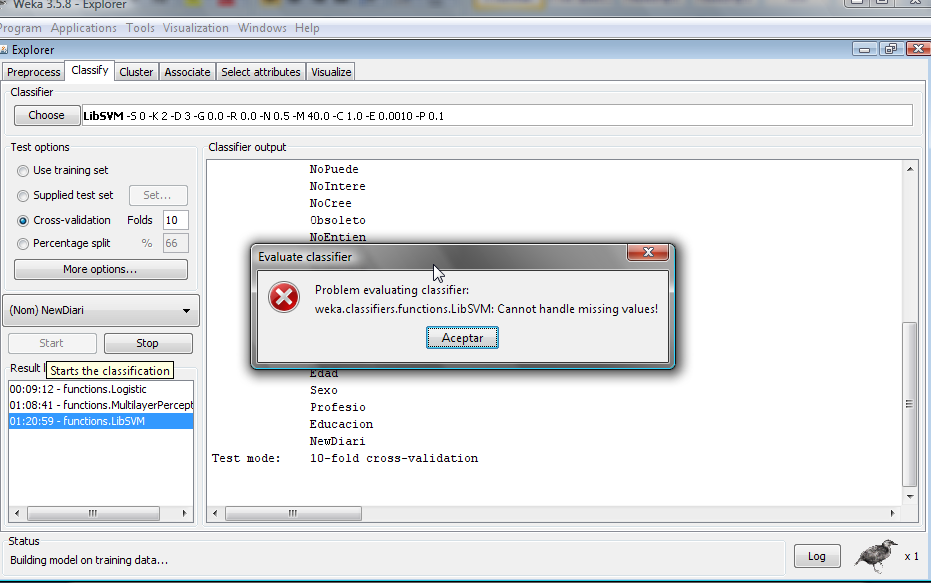 Weka 3.5.8 - Explorer
Program Applications Tools Visualization Windows Help
Explorer
Preprocess Classify Cluster Associate Select attributes Visualize
Classifier
Choose LibSVM -S 0 -K 2 -D 3 -G 0.0 -R 0.0 -N 0.5 -M 40.0 -C 1.0 -E 0.0010 -P 0.1
Test options
Use training set
Supplied test set Set...
Cross-validation Folds 10
Percentage split % 66
More options...
(Nom) NewDiari
Start Stop
Result l
Starts the classification
00:09:12 - functions.Logistic
01:08:41 - functions.MultilayerPercept
01:20:59 - functions.LibSVM
Classifier output
NoPuede
NoIntere
NoCree
Obsoleto
NoEntien
Evaluate classifier
Problem evaluating classifier:
weka.classifiers.functions.LibSVM: Cannot handle missing values!
Aceptar
Edad
Sexo
Profesio
Educacion
NewDiari
Test mode: 10-fold cross-validation
Status
Building model on training data...
Log
x 1